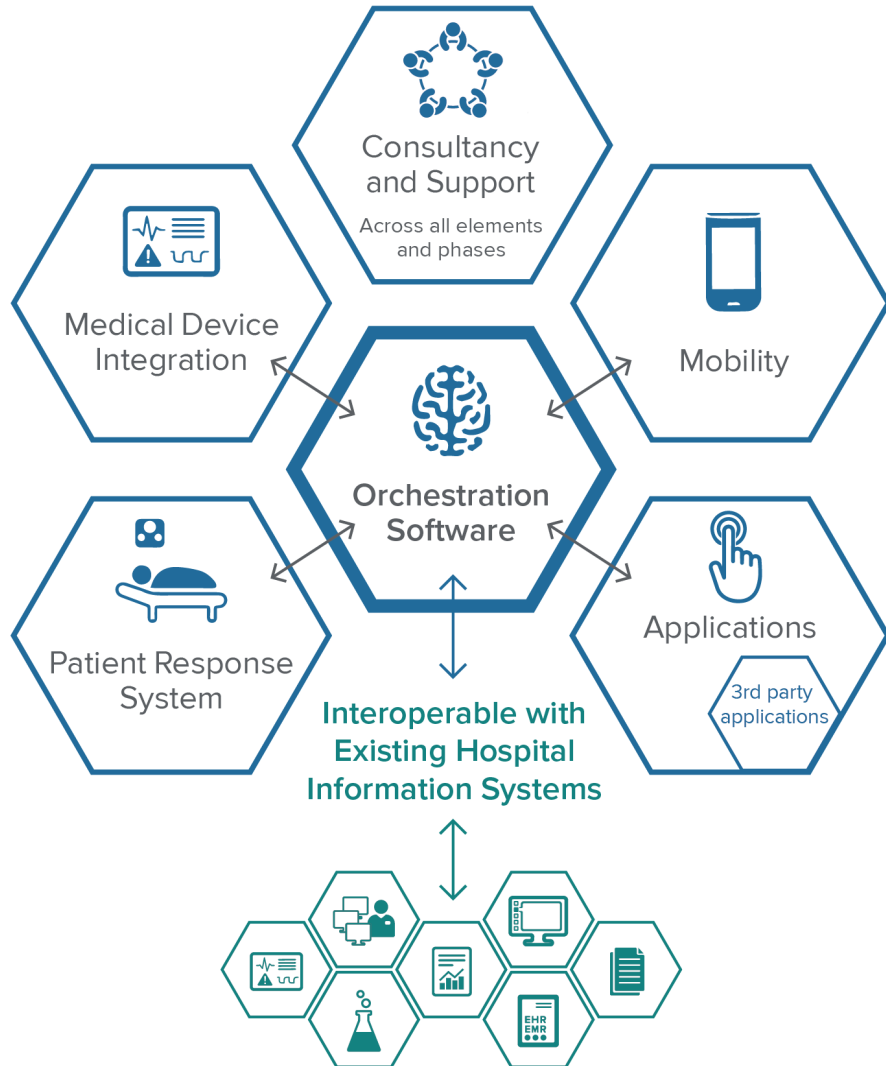 Consultancy
and Support
Across all elements
and phases
Medical Device
Integration
Mobility
Orchestration
Software
Patient Response
System
Applications
3rd party
applications
Interoperable with
Existing Hospital
Information Systems
EHR
EMR